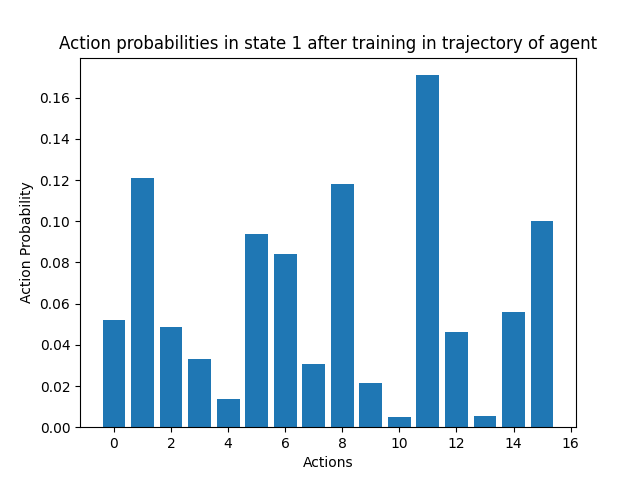 Action probabilities in state 1 after training in trajectory of agent
Action Probability
0.16
0.14
0.12
0.10
0.08
0.06
0.04
0.02
0.00
0 2 4 6 8 10 12 14 16
Actions